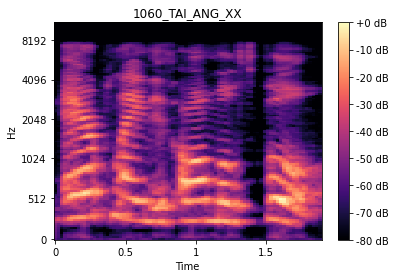 1060_TAI_ANG_XX
+0 dB
8192
-10 dB
4096
-20 dB
-30 dB
2048
Hz
-40 dB
1024
-50 dB
512
-60 dB
-70 dB
0
-80 dB
0 0.5 1 1.5
Time